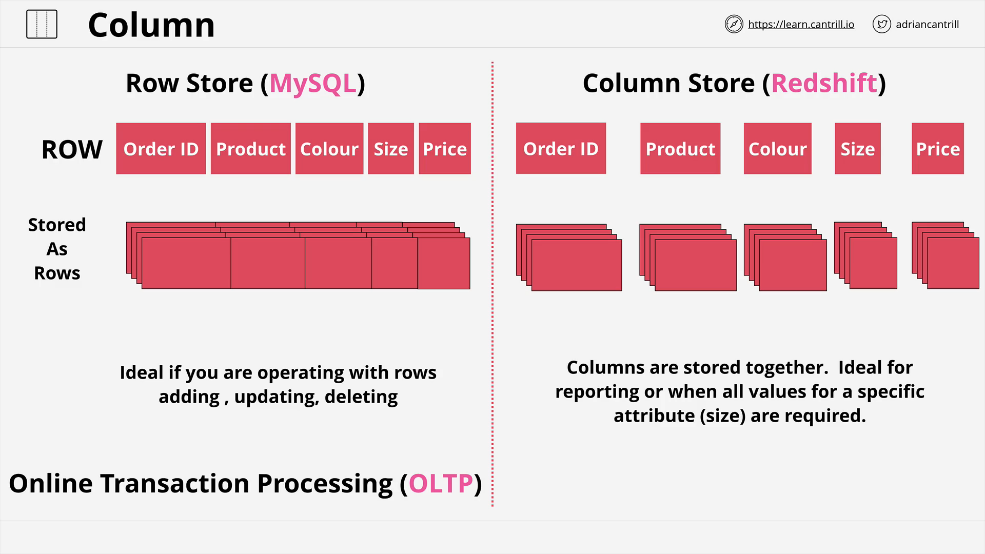 Column
https://learn.cantrill.io
adriancantrill
Row Store (MySQL)
ROW
Order ID
Product
Colour
Size
Price
Stored
As
Rows
Ideal if you are operating with rows
adding , updating, deleting
Online Transaction Processing (OLTP)
Column Store (Redshift)
Order ID
Product
Colour
Size
Price
Columns are stored together.  Ideal for
reporting or when all values for a specific
attribute (size) are required.